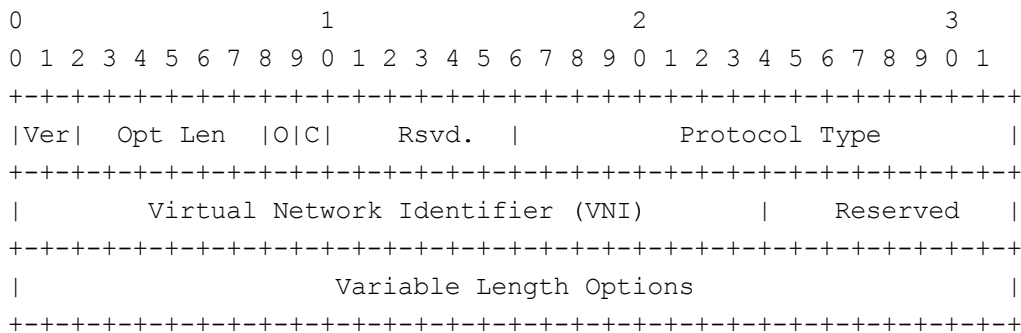 0                   1                   2                   3
0 1 2 3 4 5 6 7 8 9 0 1 2 3 4 5 6 7 8 9 0 1 2 3 4 5 6 7 8 9 0 1
+-+-+-+-+-+-+-+-+-+-+-+-+-+-+-+-+-+-+-+-+-+-+-+-+-+-+-+-+-+-+-+-+
|Ver|  Opt Len  |O|C|    Rsvd.  |          Protocol Type        |
+-+-+-+-+-+-+-+-+-+-+-+-+-+-+-+-+-+-+-+-+-+-+-+-+-+-+-+-+-+-+-+-+
|        Virtual Network Identifier (VNI)       |    Reserved   |
+-+-+-+-+-+-+-+-+-+-+-+-+-+-+-+-+-+-+-+-+-+-+-+-+-+-+-+-+-+-+-+-+
|                    Variable Length Options                    |
+-+-+-+-+-+-+-+-+-+-+-+-+-+-+-+-+-+-+-+-+-+-+-+-+-+-+-+-+-+-+-+-+